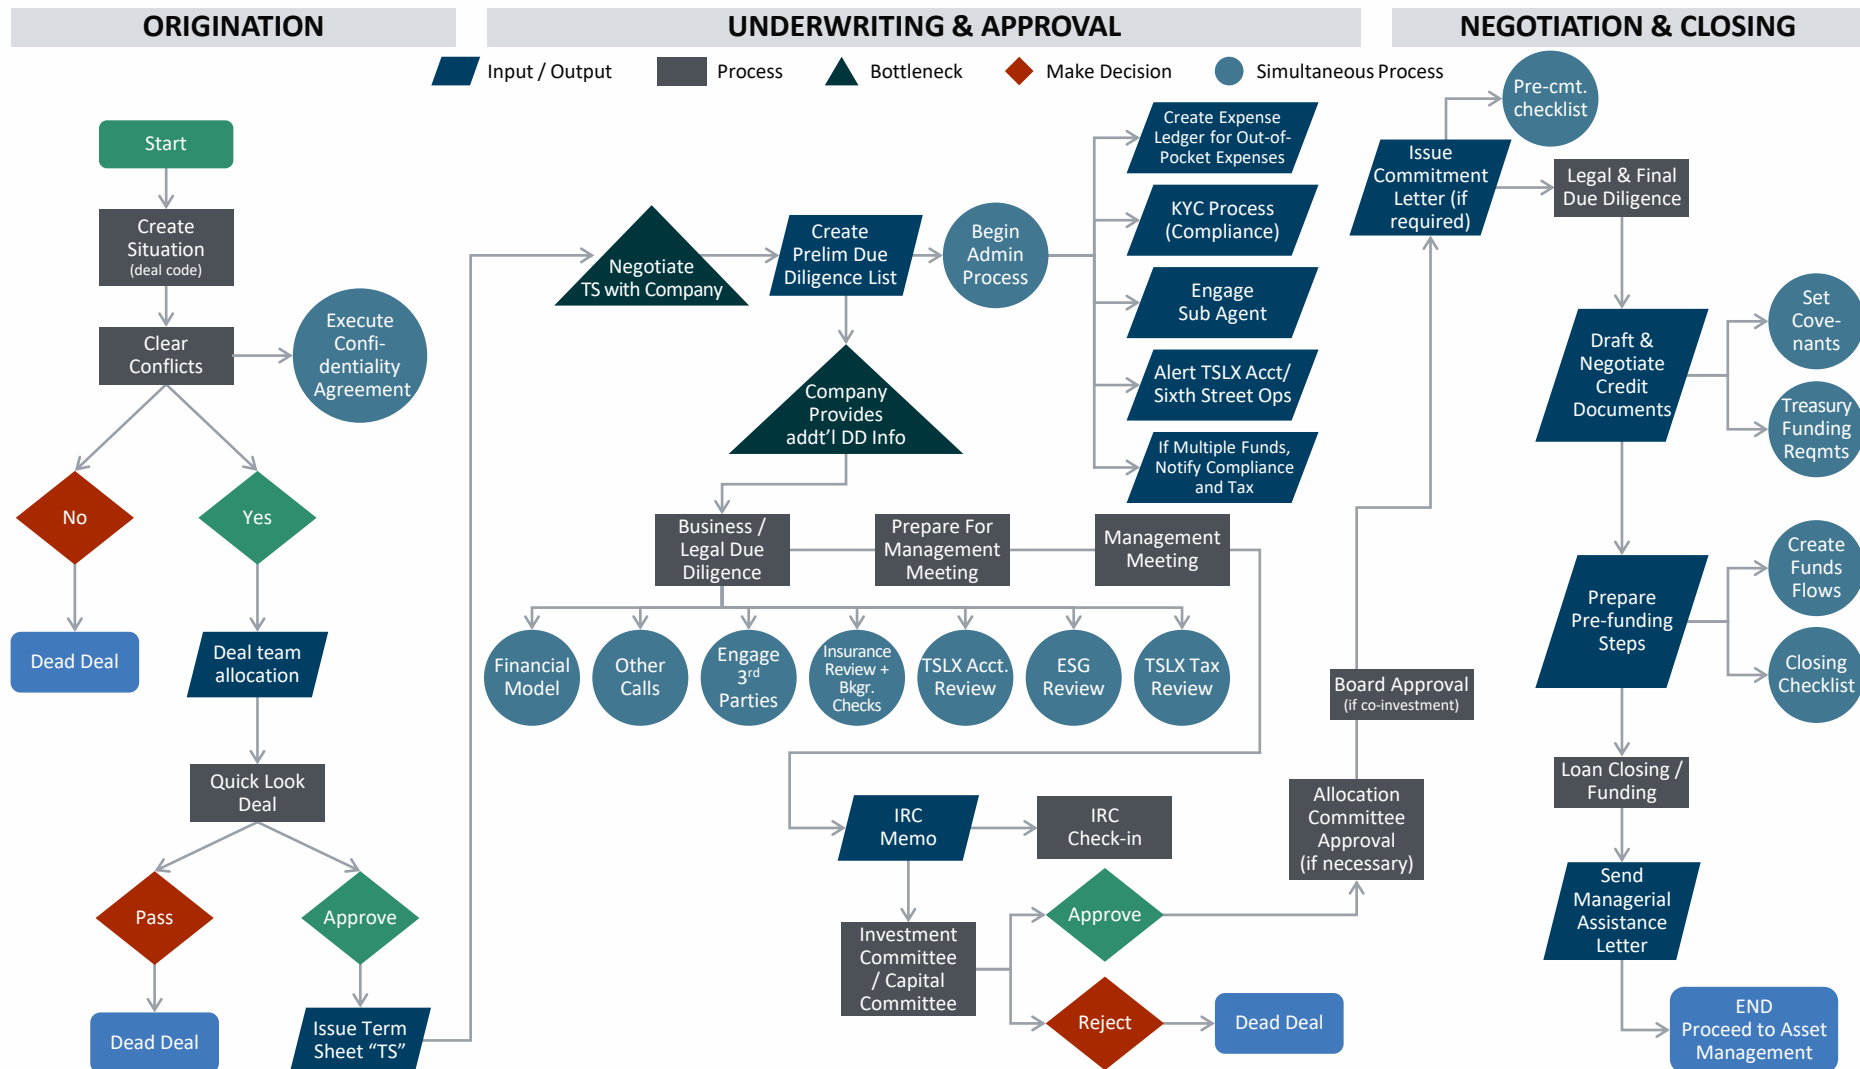 ORIGINATION
UNDERWRITING & APPROVAL
NEGOTIATION & CLOSING
Input / Output
Process
Bottleneck
Make Decision
Simultaneous Process
Start
Create
Situation
(deal code)
Clear
Conflicts
Execute
Confi-
dentiality
Agreement
No
Yes
Dead Deal
Deal team
allocation
Quick Look
Deal
Pass
Approve
Dead Deal
Issue Term
Sheet “TS”
Negotiate
TS with Company
Create
Prelim Due
Diligence List
Begin
Admin
Process
Create Expense
Ledger for Out-of-
Pocket Expenses
KYC Process
(Compliance)
Engage
Sub Agent
Alert TSLX Acct/
Sixth Street Ops
If Multiple Funds,
Notify Compliance
and Tax
Company
Provides
addt’l DD Info
Business /
Legal Due
Diligence
Prepare For
Management
Meeting
Management
Meeting
Financial
Model
Other
Calls
Engage
3rd
Parties
Insurance
Review +
Bkgr.
Checks
TSLX Acct.
Review
ESG
Review
TSLX Tax
Review
IRC
Memo
IRC
Check-in
Investment
Committee
/ Capital
Committee
Approve
Reject
Dead Deal
Allocation
Committee
Approval
(if necessary)
Board Approval
(if co-investment)
Issue
Commitment
Letter (if
required)
Pre-cmt.
checklist
Legal & Final
Due Diligence
Draft &
Negotiate
Credit
Documents
Set
Cove-
nants
Treasury
Funding
Reqmts
Prepare
Pre-funding
Steps
Create
Funds
Flows
Closing
Checklist
Loan Closing /
Funding
Send
Managerial
Assistance
Letter
END
Proceed to Asset
Management